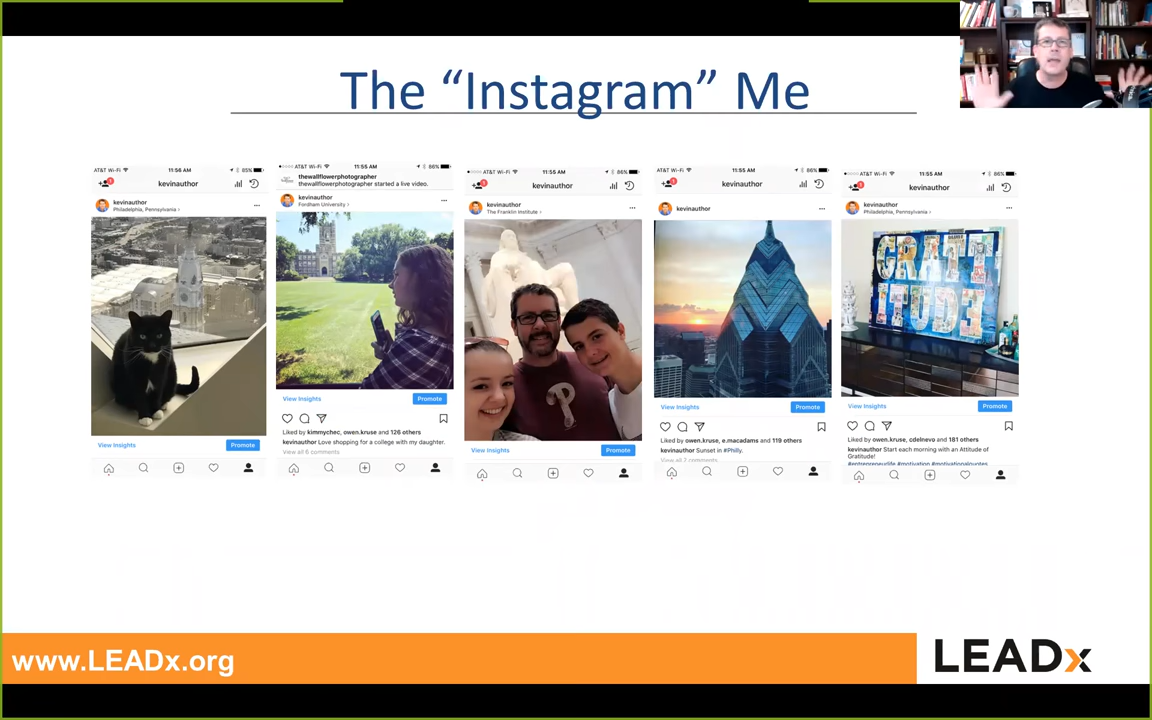 The “Instagram” Me
AT&T Wi-Fi 11:56 AM 85%
kevinauthor
kevinauthor
Philadelphia, Pennsylvania ›
View Insights
Promote
AT&T Wi-Fi 11:55 AM 86%
thewallflowerphotographer
thewallflowerphotographer started a live video.
kevinauthor
Fordham University ›
View Insights
Promote
Liked by kimmychec, owen.kruse and 126 others
kevinauthor Love shopping for a college with my daughter.
View all 6 comments
AT&T Wi-Fi 11:55 AM 86%
kevinauthor
kevinauthor
The Franklin Institute ›
P
View Insights
Promote
AT&T Wi-Fi 11:55 AM 86%
kevinauthor
kevinauthor
View Insights
Promote
Liked by owen.kruse, e.macadams and 119 others
kevinauthor Sunset in #Philly.
View all 2 comments
AT&T Wi-Fi 11:55 AM 86%
kevinauthor
kevinauthor
Philadelphia, Pennsylvania ›
GRAT
ITUDE
View Insights
Promote
Liked by owen.kruse, cdelnevo and 181 others
kevinauthor Start each morning with an Attitude of
Gratitude!
#entrepreneurlife #motivation #motivationalquotes
www.LEADx.org
LEADx